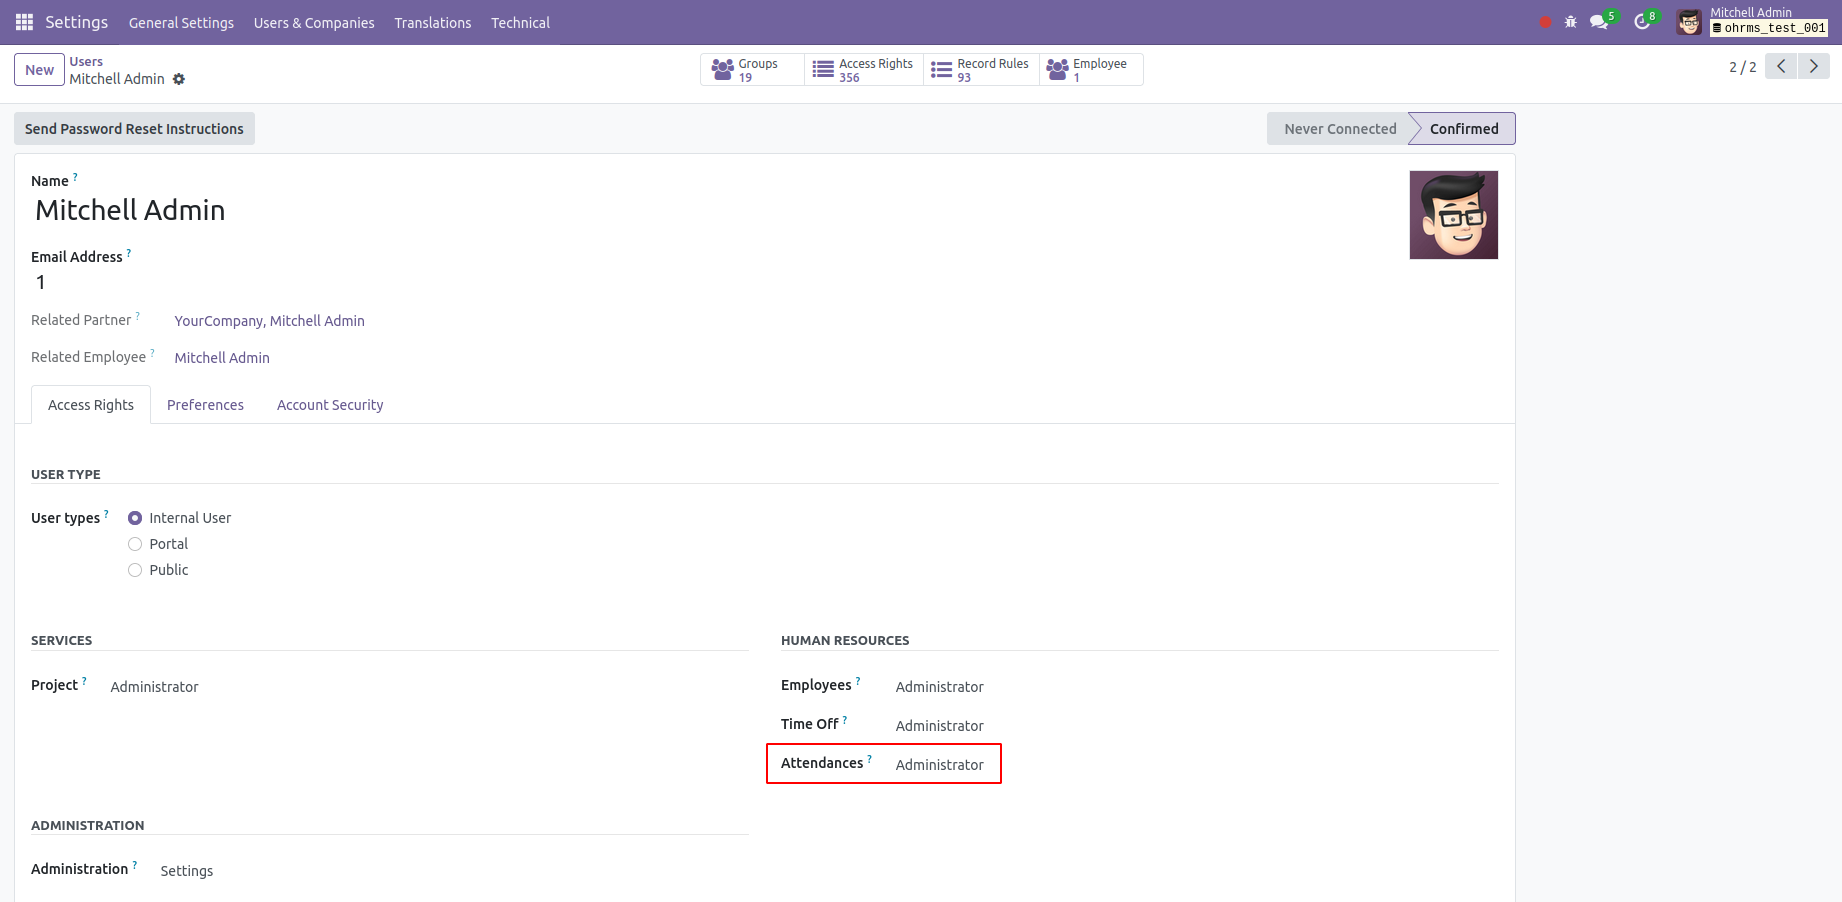 Settings General Settings Users & Companies Translations Technical 5 8 Mitchell Admin
ohrms_test_001
New Users
Mitchell Admin
Groups 19 Access Rights 356 Record Rules 93 Employee 1
2 / 2
Send Password Reset Instructions
Never Connected Confirmed
Name ?
Mitchell Admin
Email Address ?
1
Related Partner ? YourCompany, Mitchell Admin
Related Employee ? Mitchell Admin
Access Rights Preferences Account Security
USER TYPE
User types ? Internal User
Portal
Public
SERVICES HUMAN RESOURCES
Project ? Administrator Employees ? Administrator
Time Off ? Administrator
Attendances ? Administrator
ADMINISTRATION
Administration ? Settings